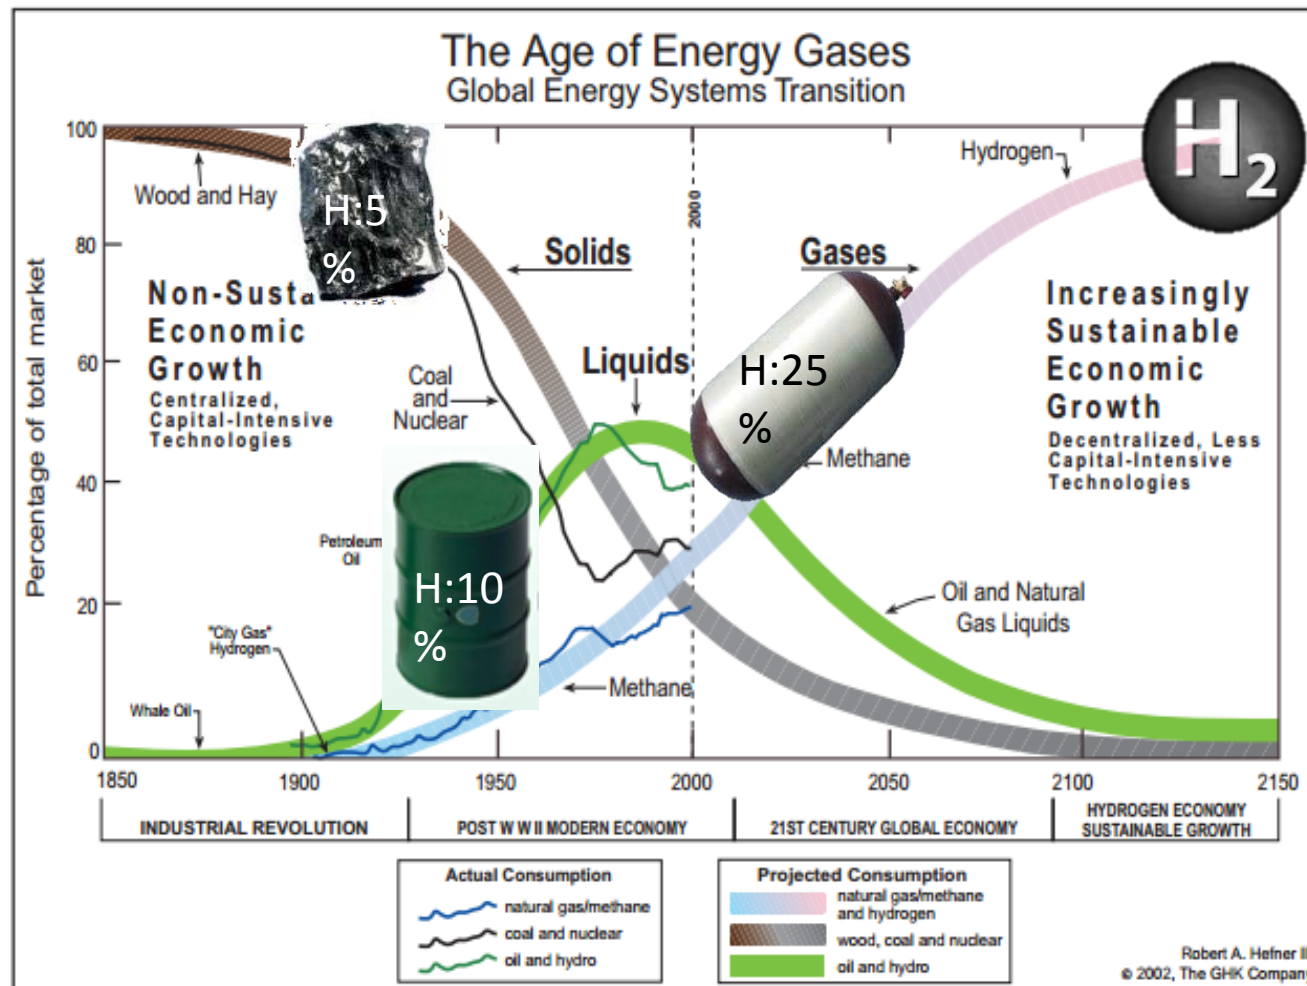 The Age of Energy Gases
Global Energy Systems Transition
H2
100
80
60
40
20
0
Percentage of total market
Wood and Hay
H:5
%
Solids
2000
Gases
Hydrogen
Non-Susta
Economic
Growth
Centralized,
Capital-Intensive
Technologies
Coal
and
Nuclear
Liquids
H:25
%
Methane
Increasingly
Sustainable
Economic
Growth
Decentralized, Less
Capital-Intensive
Technologies
Petroleum
Oil
H:10
%
"City Gas"
Hydrogen
Whale Oil
Methane
Oil and Natural
Gas Liquids
1850
1900
1950
2000
2050
2100
2150
INDUSTRIAL REVOLUTION
POST W W II MODERN ECONOMY
21ST CENTURY GLOBAL ECONOMY
HYDROGEN ECONOMY
SUSTAINABLE GROWTH
Actual Consumption
natural gas/methane
coal and nuclear
oil and hydro
Projected Consumption
natural gas/methane
and hydrogen
wood, coal and nuclear
oil and hydro
Robert A. Hefner
© 2002, The GHK Company